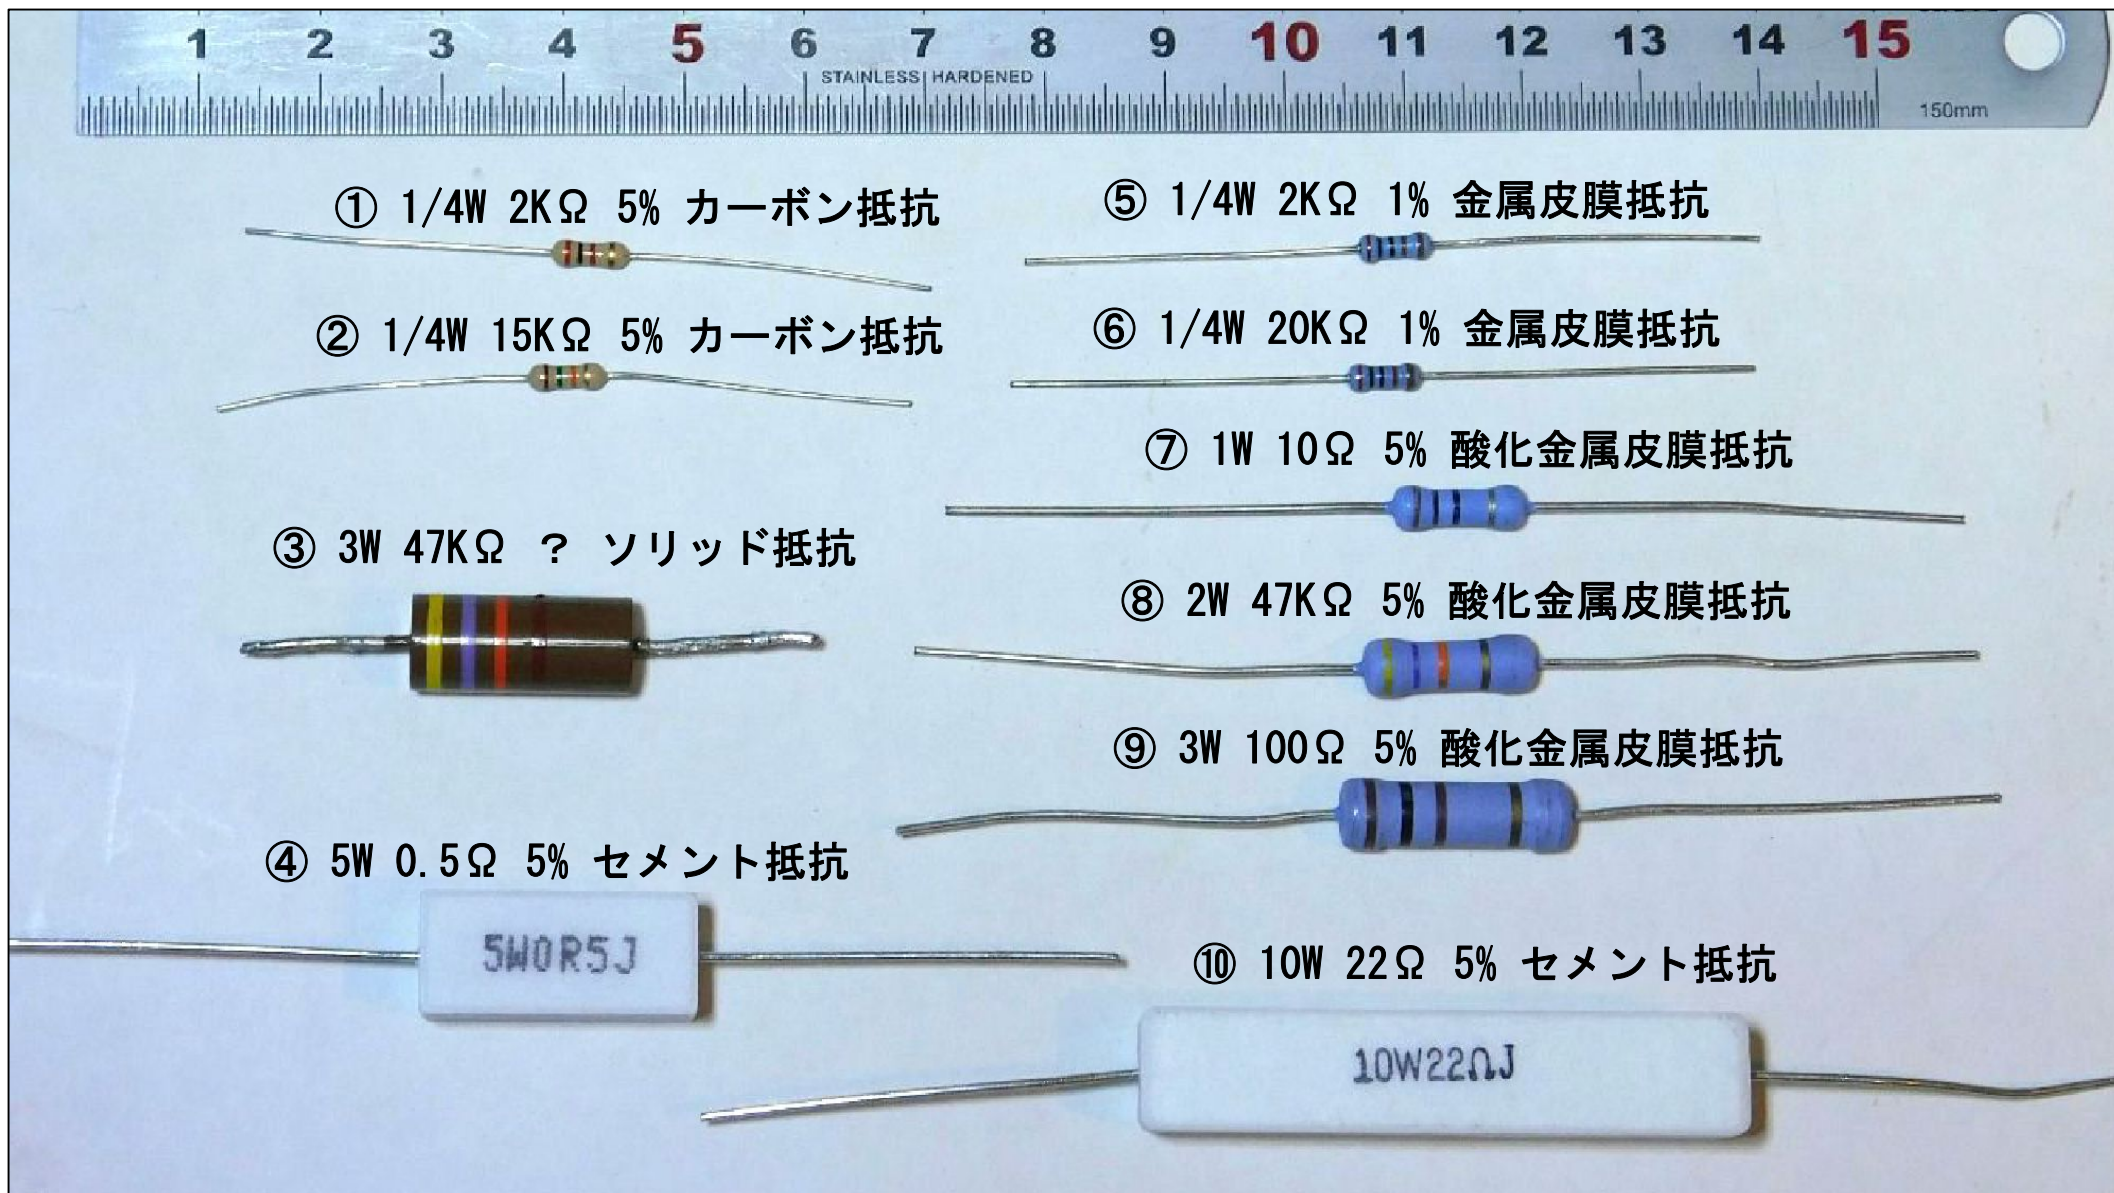 1 2 3 4 5 6 7 8 9 10 11 12 13 14 15
STAINLESS HARDENED
150mm
① 1/4W 2KΩ 5% カーボン抵抗
② 1/4W 15KΩ 5% カーボン抵抗
③ 3W 47KΩ ? ソリッド抵抗
④ 5W 0.5Ω 5% セメント抵抗
5W0R5J
⑤ 1/4W 2KΩ 1% 金属皮膜抵抗
⑥ 1/4W 20KΩ 1% 金属皮膜抵抗
⑦ 1W 10Ω 5% 酸化金属皮膜抵抗
⑧ 2W 47KΩ 5% 酸化金属皮膜抵抗
⑨ 3W 100Ω 5% 酸化金属皮膜抵抗
⑩ 10W 22Ω 5% セメント抵抗
10W22ΩJ